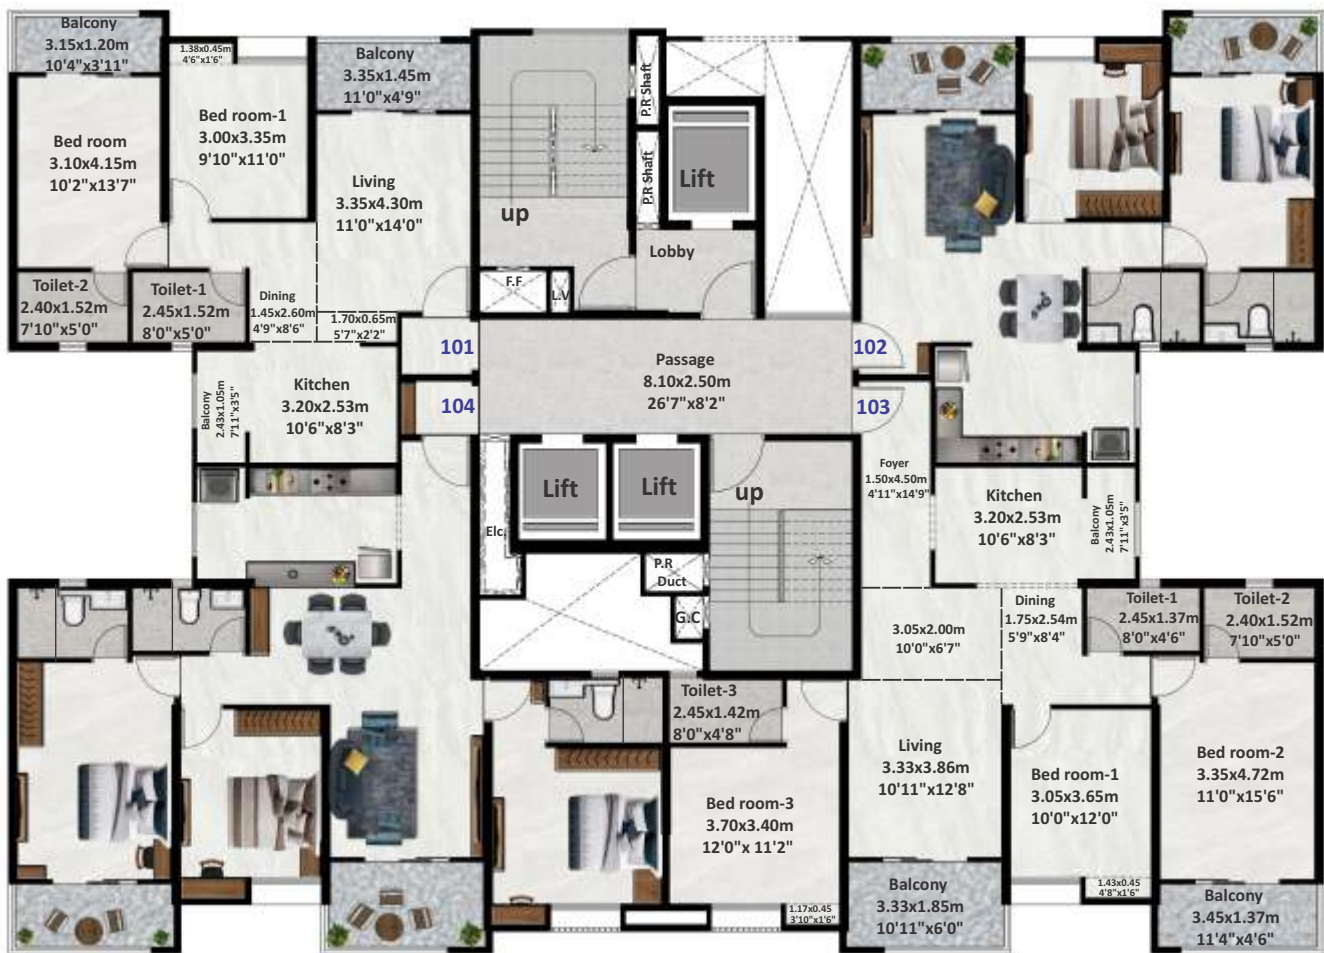 Balcony
3.15x1.20m
10'4"x3'11"
1.38x0.45m
4'6"x1'6"
Balcony
3.35x1.45m
11'0"x4'9"
Bed room
3.10x4.15m
10'2"x13'7"
Bed room-1
3.00x3.35m
9'10"x11'0"
Living
3.35x4.30m
11'0"x14'0"
up
P.R Shaft
P.R Shaft
Lift
Lobby
F.F
L.V
Toilet-2
2.40x1.52m
7'10"x5'0"
Toilet-1
2.45x1.52m
8'0"x5'0"
Dining
1.45x2.60m
4'9"x8'6"
1.70x0.65m
5'7"x2'2"
101
Passage
8.10x2.50m
26'7"x8'2"
102
Balcony
2.43x1.05m
7'11"x3'5"
Kitchen
3.20x2.53m
10'6"x8'3"
104
103
Lift
Lift
up
Elc.
Foyer
1.50x4.50m
4'11"x14'9"
Kitchen
3.20x2.53m
10'6"x8'3"
Balcony
2.43x1.05m
7'11"x3'5"
P.R
Duct
G.C
3.05x2.00m
10'0"x6'7"
Dining
1.75x2.54m
5'9"x8'4"
Toilet-1
2.45x1.37m
8'0"x4'6"
Toilet-2
2.40x1.52m
7'10"x5'0"
Toilet-3
2.45x1.42m
8'0"x4'8"
Bed room-3
3.70x3.40m
12'0"x 11'2"
Living
3.33x3.86m
10'11"x12'8"
Bed room-1
3.05x3.65m
10'0"x12'0"
Bed room-2
3.35x4.72m
11'0"x15'6"
1.17x0.45
3'10"x1'6"
Balcony
3.33x1.85m
10'11"x6'0"
1.43x0.45
4'8"x1'6"
Balcony
3.45x1.37m
11'4"x4'6"